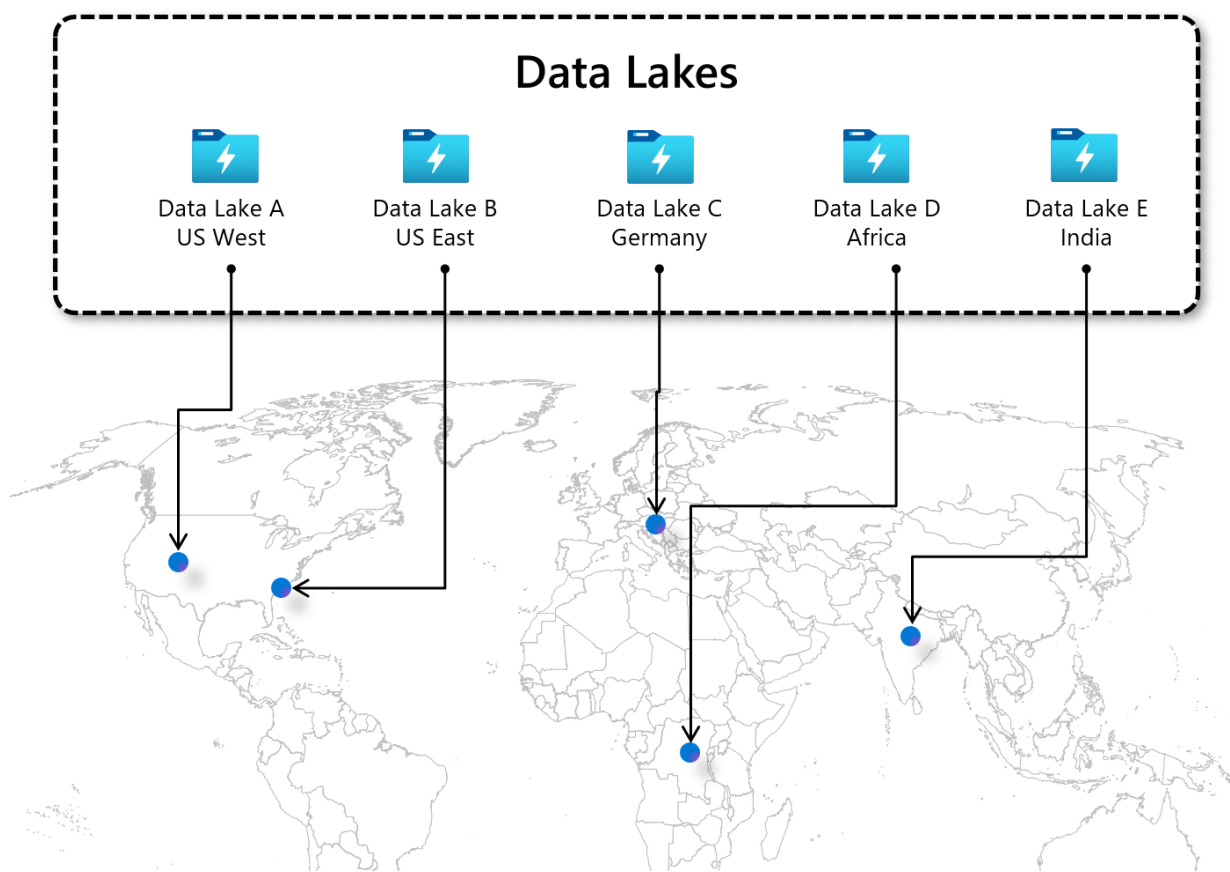 Data Lakes
Data Lake A
US West
Data Lake B
US East
Data Lake C
Germany
Data Lake D
Africa
Data Lake E
India